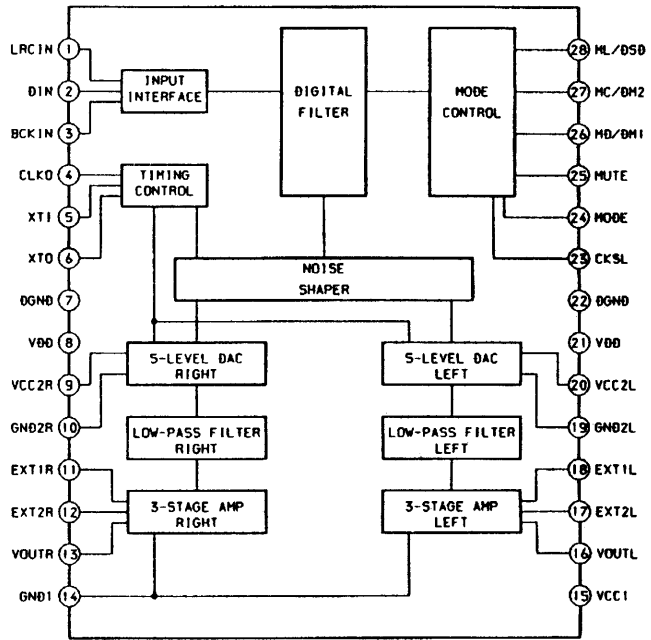 LRCIN 1
28 ML/DSD
DIN 2
27 MC/DM2
BCKIN 3
26 MD/DM1
CLKO 4
25 MUTE
XTI 5
24 MODE
XTO 6
23 CKSL
DGND 7
22 DGND
VDD 8
21 VDD
VCC2R 9
20 VCC2L
GND2R 10
19 GND2L
EXT1R 11
18 EXT1L
EXT2R 12
17 EXT2L
VOUTR 13
16 VOUTL
GND1 14
15 VCC1
INPUT
INTERFACE
DIGITAL
FILTER
MODE
CONTROL
TIMING
CONTROL
NOISE
SHAPER
5-LEVEL DAC
RIGHT
5-LEVEL DAC
LEFT
LOW-PASS FILTER
RIGHT
LOW-PASS FILTER
LEFT
3-STAGE AMP
RIGHT
3-STAGE AMP
LEFT